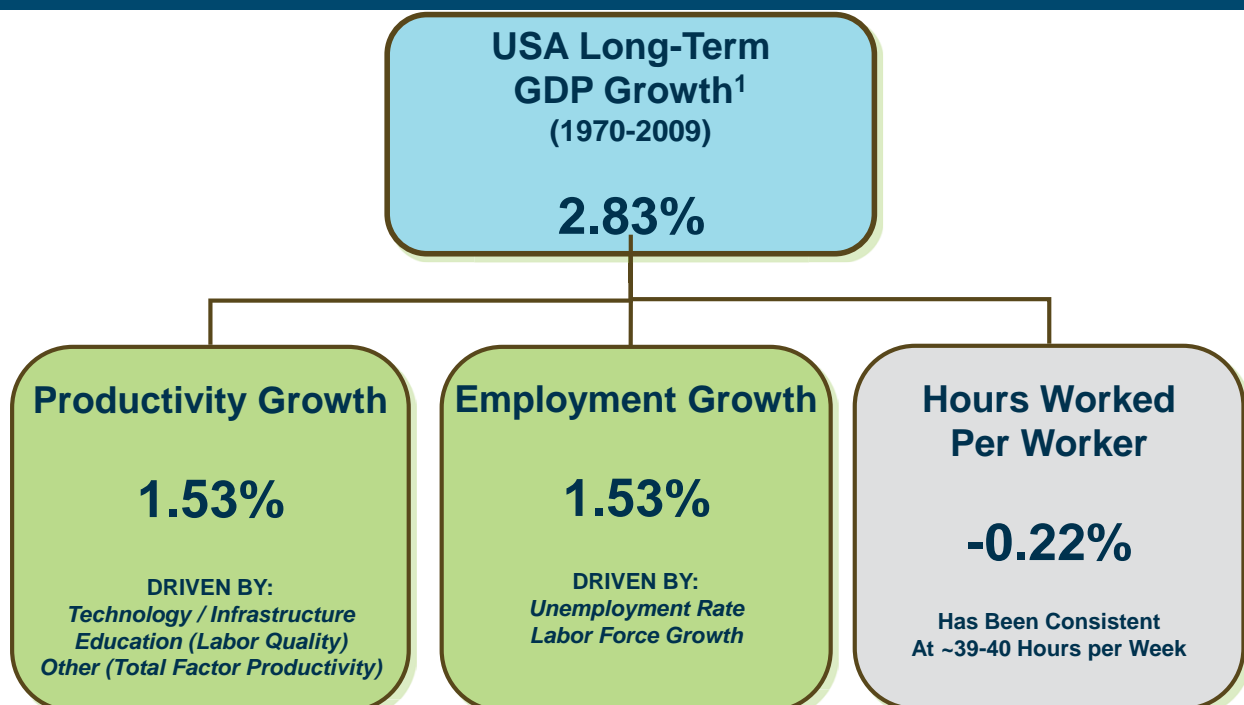 USA Long-Term
GDP Growth¹
(1970-2009)
2.83%
Productivity Growth
1.53%
DRIVEN BY:
Technology / Infrastructure
Education (Labor Quality)
Other (Total Factor Productivity)
Employment Growth
1.53%
DRIVEN BY:
Unemployment Rate
Labor Force Growth
Hours Worked
Per Worker
-0.22%
Has Been Consistent
At ~39-40 Hours per Week